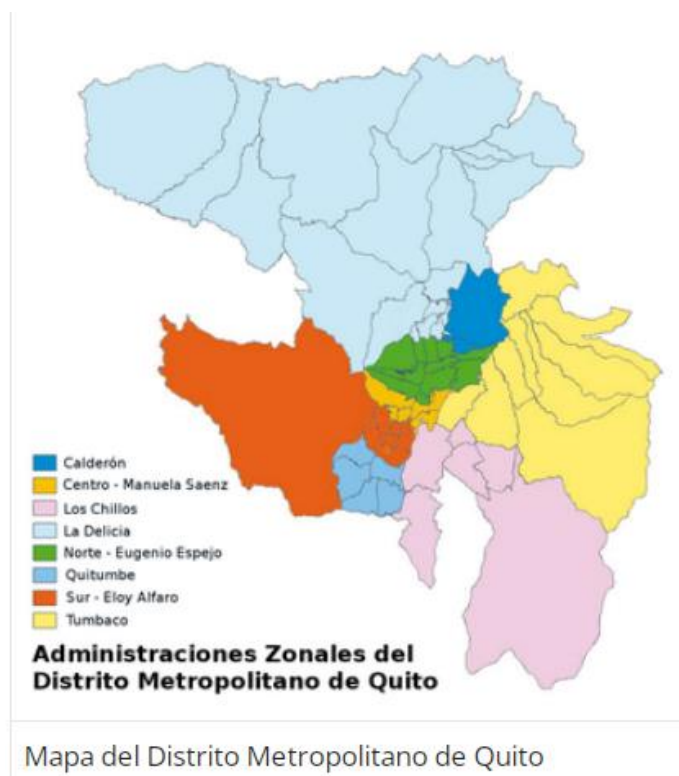 Calderón
Centro - Manuela Saenz
Los Chillos
La Delicia
Norte - Eugenio Espejo
Quitumbe
Sur - Eloy Alfaro
Tumbaco
Administraciones Zonales del
Distrito Metropolitano de Quito
Mapa del Distrito Metropolitano de Quito